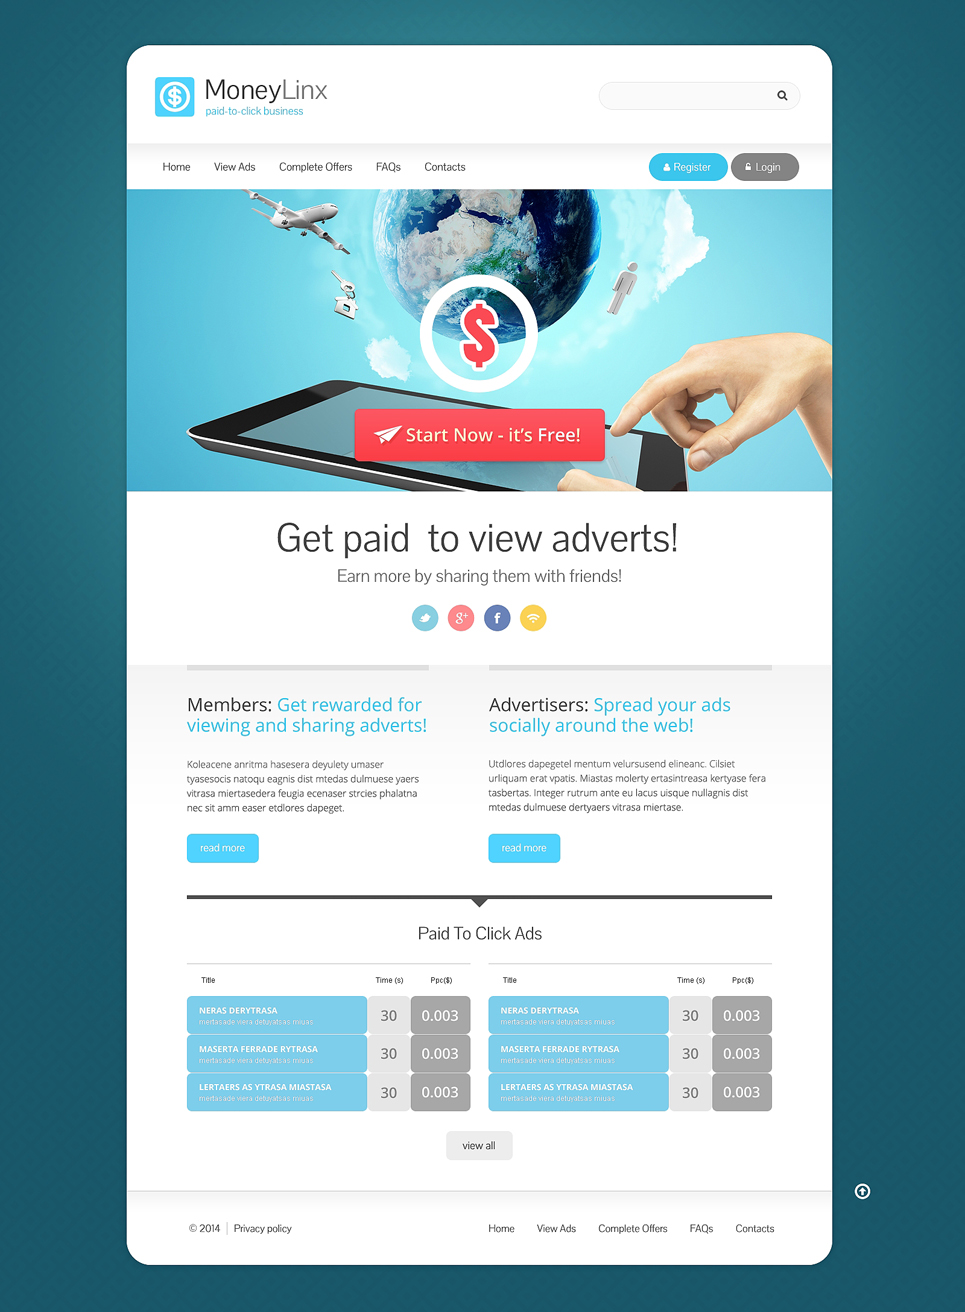 MoneyLinx
paid-to-click business
Home View Ads Complete Offers FAQs Contacts
Register Login
$
Start Now - it's Free!
Get paid to view adverts!
Earn more by sharing them with friends!
Members: Get rewarded for
viewing and sharing adverts!
Koleacene anritma hasesera deyulety umaser
tyasesocis natoqu eagnis dist mtedas dulmuese yaers
vitrasa miertasedera feugia ecenaser strcies phalatna
nec sit amm easer etdlores dapeget.
read more
Advertisers: Spread your ads
socially around the web!
Utdlores dapegetel mentum velursusend elineanc. Cilsiet
urliquam erat vpatis. Miastas molerty ertasintreasa kertyase fera
tasbertas. Integer rutrum ante eu lacus uisque nullagnis dist
mtedas dulmuese dertyaers vitrasa miertase.
read more
Paid To Click Ads
Title Time (s) Ppc($)
NERAS DERYTRASA 30 0.003
mertasade viera detuyatsas miuas
MASERTA FERRADE RYTRASA 30 0.003
mertasade viera detuyatsas miuas
LERTAERS AS YTRASA MIASTASA 30 0.003
mertasade viera detuyatsas miuas
Title Time (s) Ppc($)
NERAS DERYTRASA 30 0.003
mertasade viera detuyatsas miuas
MASERTA FERRADE RYTRASA 30 0.003
mertasade viera detuyatsas miuas
LERTAERS AS YTRASA MIASTASA 30 0.003
mertasade viera detuyatsas miuas
view all
© 2014 | Privacy policy
Home View Ads Complete Offers FAQs Contacts